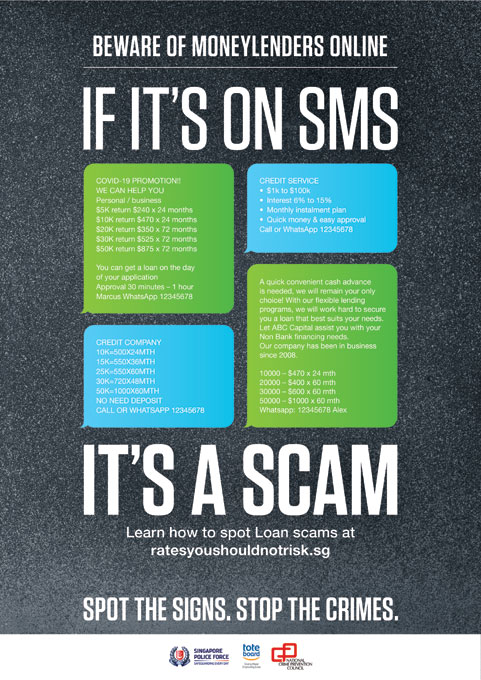 BEWARE OF MONEYLENDERS ONLINE
IF IT'S ON SMS
COVID-19 PROMOTION!!
WE CAN HELP YOU
Personal / business
$5K return $240 x 24 months
$10K return $470 x 24 months
$20K return $350 x 72 months
$30K return $525 x 72 months
$50K return $875 x 72 months
You can get a loan on the day
of your application
Approval 30 minutes – 1 hour
Marcus WhatsApp 12345678
CREDIT SERVICE
• $1k to $100k
• Interest 6% to 15%
• Monthly instalment plan
• Quick money & easy approval
Call or WhatsApp 12345678
CREDIT COMPANY
10K=500X24MTH
15K=550X36MTH
25K=550X60MTH
30K=720X48MTH
50K=1000X60MTH
NO NEED DEPOSIT
CALL OR WHATSAPP 12345678
A quick convenient cash advance
is needed, we will remain your only
choice! With our flexible lending
programs, we will work hard to secure
you a loan that best suits your needs.
Let ABC Capital assist you with your
Non Bank financing needs.
Our company has been in business
since 2008.
10000 – $470 x 24 mth
20000 – $400 x 60 mth
30000 – $600 x 60 mth
50000 – $1000 x 60 mth
Whatsapp: 12345678 Alex
IT'S A SCAM
Learn how to spot Loan scams at
ratesyoushouldnotrisk.sg
SPOT THE SIGNS. STOP THE CRIMES.
SINGAPORE
POLICE FORCE
SAFEGUARDING EVERY DAY
tote
board
NATIONAL
CRIME PREVENTION
COUNCIL